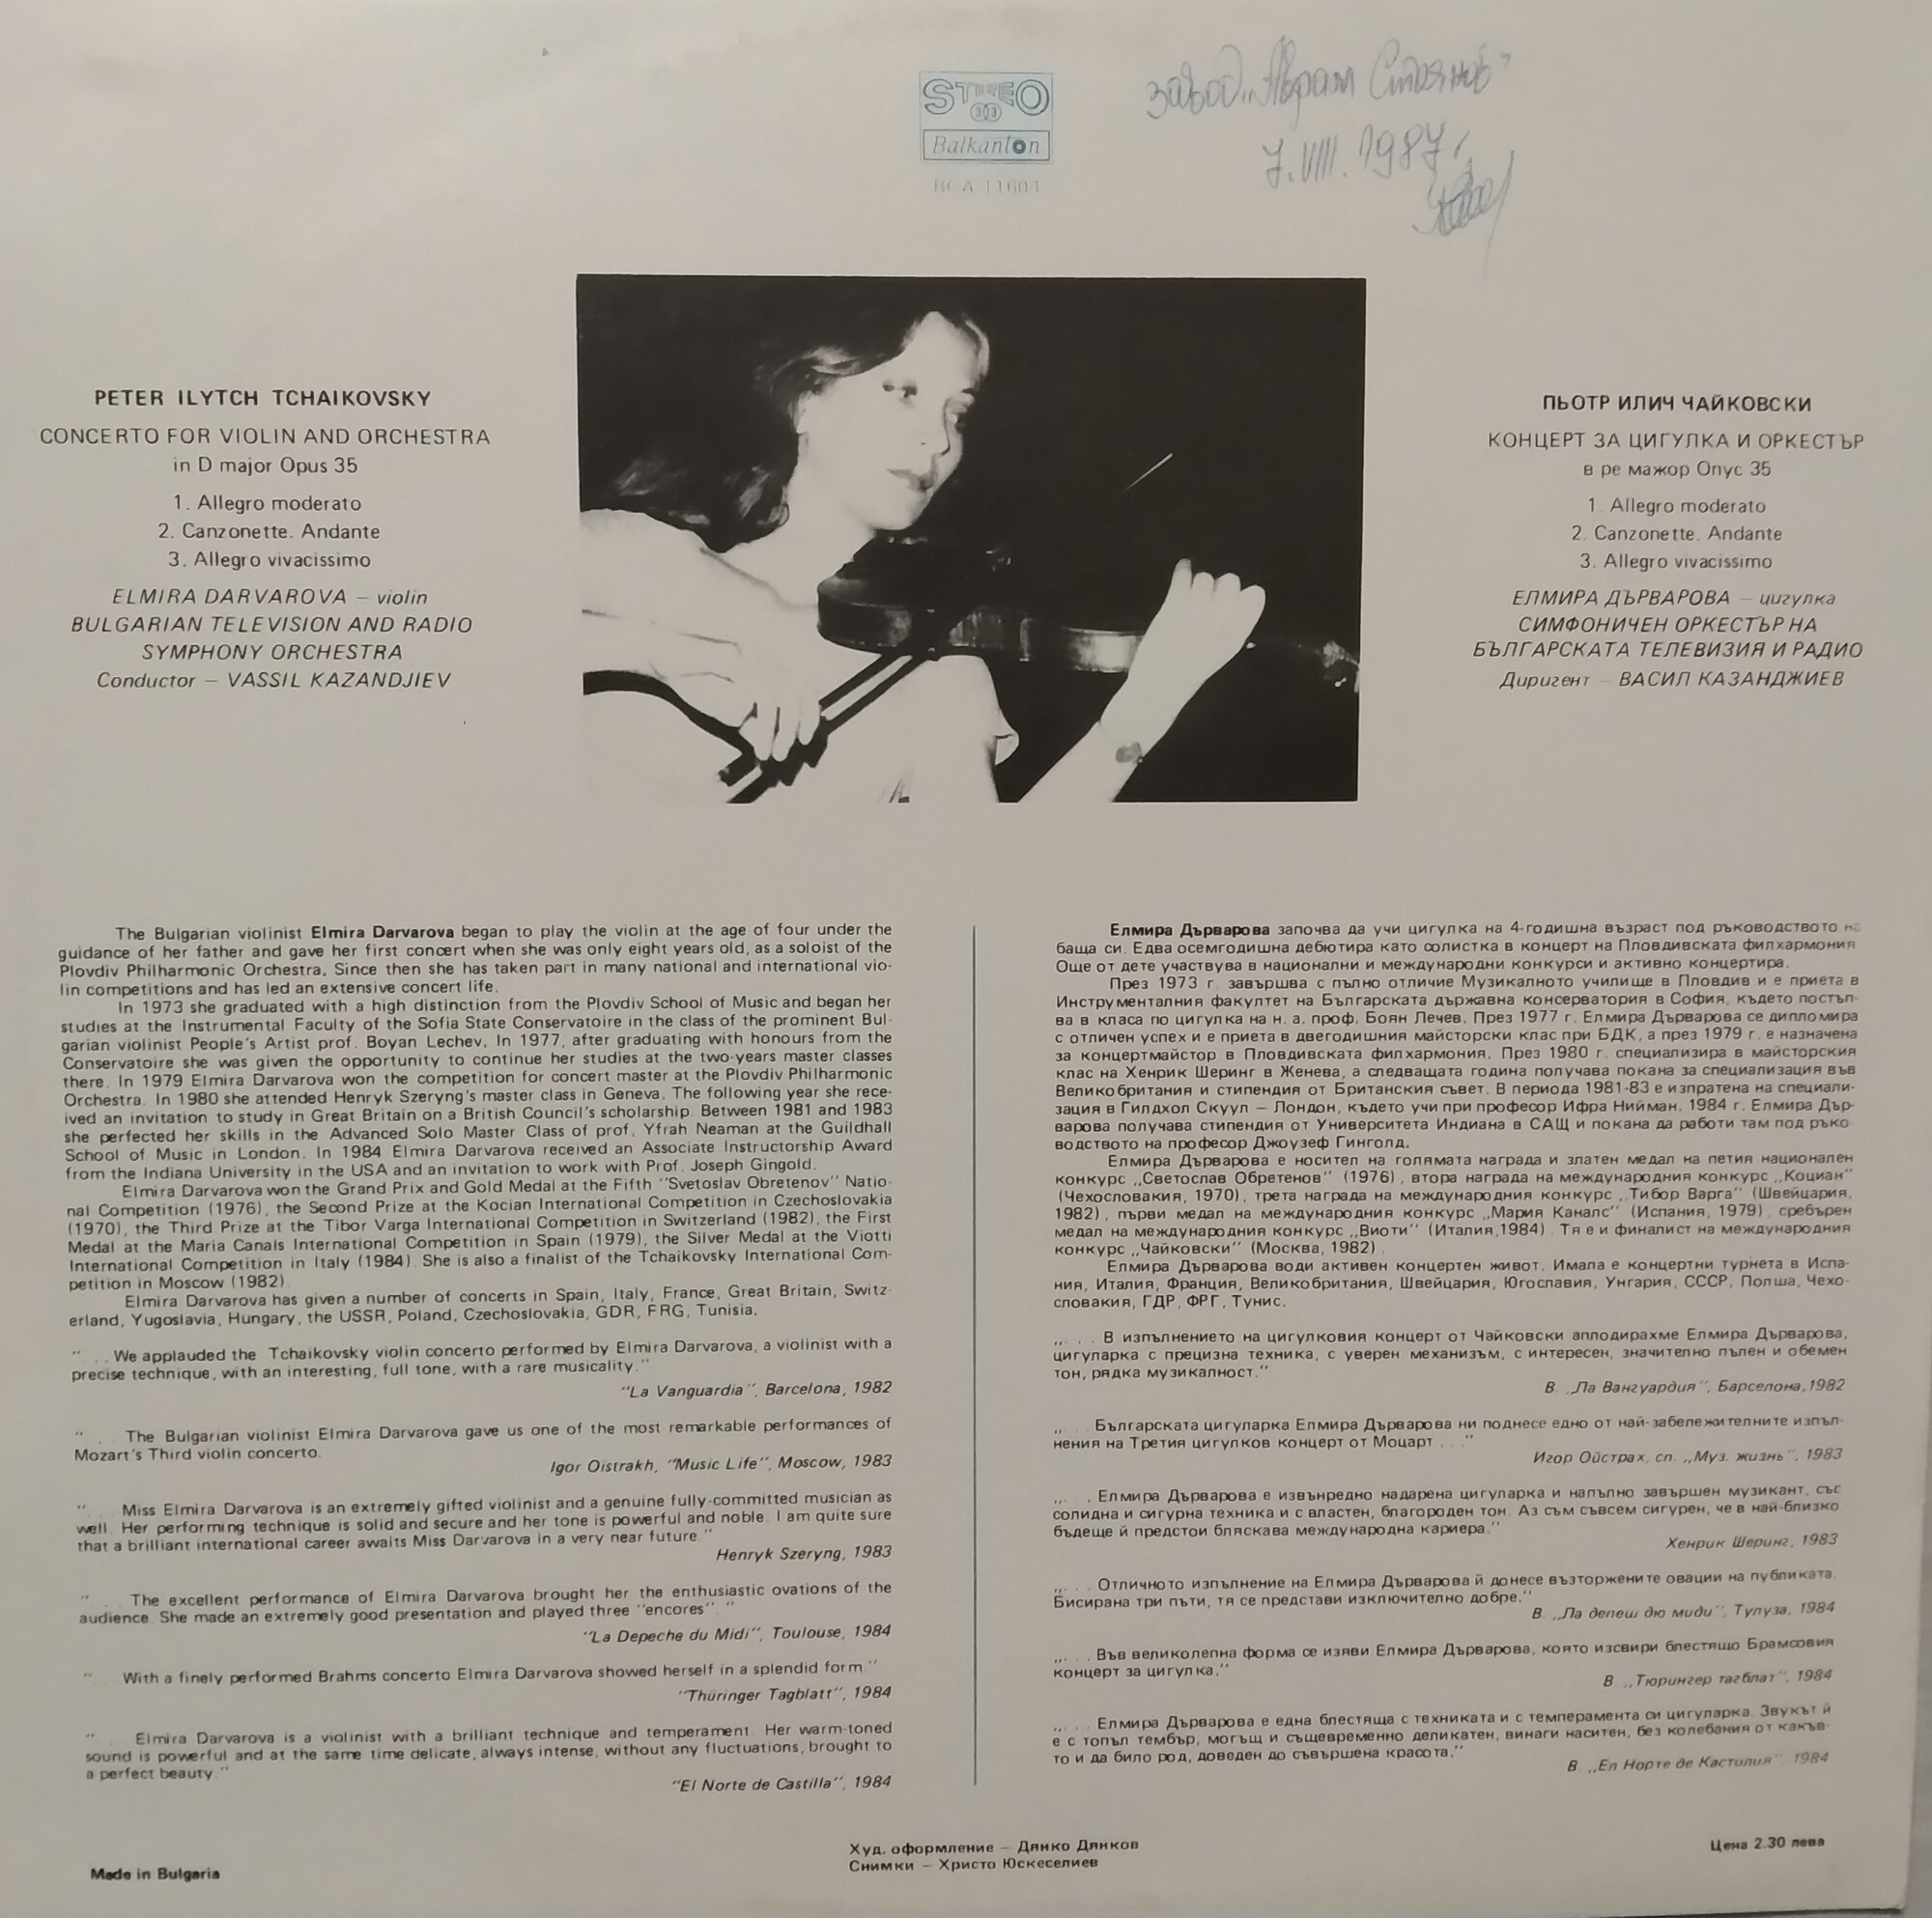 STEREO
Balkanton
BCA 11604
7.VIII.1987
PETER ILYTCH TCHAIKOVSKY
CONCERTO FOR VIOLIN AND ORCHESTRA
in D major Opus 35
1. Allegro moderato
2. Canzonette. Andante
3. Allegro vivacissimo
ELMIRA DARVAROVA – violin
BULGARIAN TELEVISION AND RADIO
SYMPHONY ORCHESTRA
Conductor – VASSIL KAZANDJIEV
ПЬОТР ИЛИЧ ЧАЙКОВСКИ
КОНЦЕРТ ЗА ЦИГУЛКА И ОРКЕСТЪР
в ре мажор Опус 35
1. Allegro moderato
2. Canzonette. Andante
3. Allegro vivacissimo
ЕЛМИРА ДЪРВАРОВА – цигулка
СИМФОНИЧЕН ОРКЕСТЪР НА
БЪЛГАРСКАТА ТЕЛЕВИЗИЯ И РАДИО
Диригент – ВАСИЛ КАЗАНДЖИЕВ
The Bulgarian violinist Elmira Darvarova began to play the violin at the age of four under the
guidance of her father and gave her first concert when she was only eight years old, as a soloist of the
Plovdiv Philharmonic Orchestra. Since then she has taken part in many national and international vio-
lin competitions and has led an extensive concert life.
In 1973 she graduated with a high distinction from the Plovdiv School of Music and began her
studies at the Instrumental Faculty of the Sofia State Conservatoire in the class of the prominent Bul-
garian violinist People's Artist prof. Boyan Lechev. In 1977, after graduating with honours from the
Conservatoire she was given the opportunity to continue her studies at the two-years master classes
there. In 1979 Elmira Darvarova won the competition for concert master at the Plovdiv Philharmonic
Orchestra. In 1980 she attended Henryk Szeryng's master class in Geneva. The following year she rece-
ived an invitation to study in Great Britain on a British Council's scholarship. Between 1981 and 1983
she perfected her skills in the Advanced Solo Master Class of prof. Yfrah Neaman at the Guildhall
School of Music in London. In 1984 Elmira Darvarova received an Associate Instructorship Award
from the Indiana University in the USA and an invitation to work with Prof. Joseph Gingold.
Elmira Darvarova won the Grand Prix and Gold Medal at the Fifth "Svetoslav Obretenov" Natio-
nal Competition (1976), the Second Prize at the Kocian International Competition in Czechoslovakia
(1970), the Third Prize at the Tibor Varga International Competition in Switzerland (1982), the First
Medal at the Maria Canals International Competition in Spain (1979), the Silver Medal at the Viotti
International Competition in Italy (1984). She is also a finalist of the Tchaikovsky International Com-
petition in Moscow (1982).
Elmira Darvarova has given a number of concerts in Spain, Italy, France, Great Britain, Switz-
erland, Yugoslavia, Hungary, the USSR, Poland, Czechoslovakia, GDR, FRG, Tunisia.
". . . We applauded the Tchaikovsky violin concerto performed by Elmira Darvarova, a violinist with a
precise technique, with an interesting, full tone, with a rare musicality."
"La Vanguardia", Barcelona, 1982
". . . The Bulgarian violinist Elmira Darvarova gave us one of the most remarkable performances of
Mozart's Third violin concerto.
Igor Oistrakh, "Music Life", Moscow, 1983
". . . Miss Elmira Darvarova is an extremely gifted violinist and a genuine fully-committed musician as
well. Her performing technique is solid and secure and her tone is powerful and noble. I am quite sure
that a brilliant international career awaits Miss Darvarova in a very near future."
Henryk Szeryng, 1983
". . . The excellent performance of Elmira Darvarova brought her the enthusiastic ovations of the
audience. She made an extremely good presentation and played three "encores". "
"La Depeche du Midi", Toulouse, 1984
" With a finely performed Brahms concerto Elmira Darvarova showed herself in a splendid form."
"Thüringer Tagblatt", 1984
" Elmira Darvarova is a violinist with a brilliant technique and temperament. Her warm-toned
sound is powerful and at the same time delicate, always intense, without any fluctuations, brought to
a perfect beauty."
"El Norte de Castilla", 1984
Елмира Дърварова започва да учи цигулка на 4-годишна възраст под ръководството на
баща си. Едва осемгодишна дебютира като солистка в концерт на Пловдивската филхармония
Още от дете участвува в национални и международни конкурси и активно концертира.
През 1973 г. завършва с пълно отличие Музикалното училище в Пловдив и е приета в
Инструменталния факултет на Българската държавна консерватория в София, където постъп-
ва в класа по цигулка на н. а. проф. Боян Лечев. През 1977 г. Елмира Дърварова се дипломира
с отличен успех и е приета в двегодишния майсторски клас при БДК, а през 1979 г. е назначена
за концертмайстор в Пловдивската филхармония. През 1980 г. специализира в майсторския
клас на Хенрик Шеринг в Женева, а следващата година получава покана за специализация във
Великобритания и стипендия от Британския съвет. В периода 1981-83 е изпратена на специали-
зация в Гилдхол Скуул – Лондон, където учи при професор Ифра Нийман. 1984 г. Елмира Дър-
варова получава стипендия от Университета Индиана в САЩ и покана да работи там под ръко-
водството на професор Джоузеф Гинголд.
Елмира Дърварова е носител на голямата награда и златен медал на петия национален
конкурс „Светослав Обретенов" (1976), втора награда на международния конкурс „Коциан"
(Чехословакия, 1970), трета награда на международния конкурс „Тибор Варга" (Швейцария,
1982), първи медал на международния конкурс „Мария Каналс" (Испания, 1979), сребърен
медал на международния конкурс „Виоти" (Италия,1984). Тя е и финалист на международния
конкурс „Чайковски" (Москва, 1982).
Елмира Дърварова води активен концертен живот. Имала е концертни турнета в Испа-
ния, Италия, Франция, Великобритания, Швейцария, Югославия, Унгария, СССР, Полша, Чехо-
словакия, ГДР, ФРГ, Тунис.
„. . . В изпълнението на цигулковия концерт от Чайковски аплодирахме Елмира Дърварова,
цигуларка с прецизна техника, с уверен механизъм, с интересен, значително пълен и обемен
тон, рядка музикалност."
В. „Ла Вангуардия", Барселона,1982
„. . . Българската цигуларка Елмира Дърварова ни поднесе едно от най-забележителните изпъл-
нения на Третия цигулков концерт от Моцарт . . ."
Игор Ойстрах, сп. „Муз. жизнь", 1983
„. . . Елмира Дърварова е извънредно надарена цигуларка и напълно завършен музикант, със
солидна и сигурна техника и с властен, благороден тон. Аз съм съвсем сигурен, че в най-близко
бъдеще й предстои бляскава международна кариера."
Хенрик Шеринг, 1983
„. . . Отличното изпълнение на Елмира Дърварова й донесе възторжените овации на публиката.
Бисирана три пъти, тя се представи изключително добре."
В. „Ла депеш дю миди", Тулуза, 1984
„. . . Във великолепна форма се изяви Елмира Дърварова, която изсвири блестящо Брамсовия
концерт за цигулка."
В. „Тюрингер тагблат", 1984
„. . . Елмира Дърварова е една блестяща с техниката и с темперамента си цигуларка. Звукът й
е с топъл тембър, могъщ и същевременно деликатен, винаги наситен, без колебания от какъв-
то и да било род, доведен до съвършена красота."
В. „Ел Норте де Кастилия", 1984
Худ. оформление – Дянко Дянков
Снимки – Христо Юскеселиев
Цена 2.30 лева
Made in Bulgaria